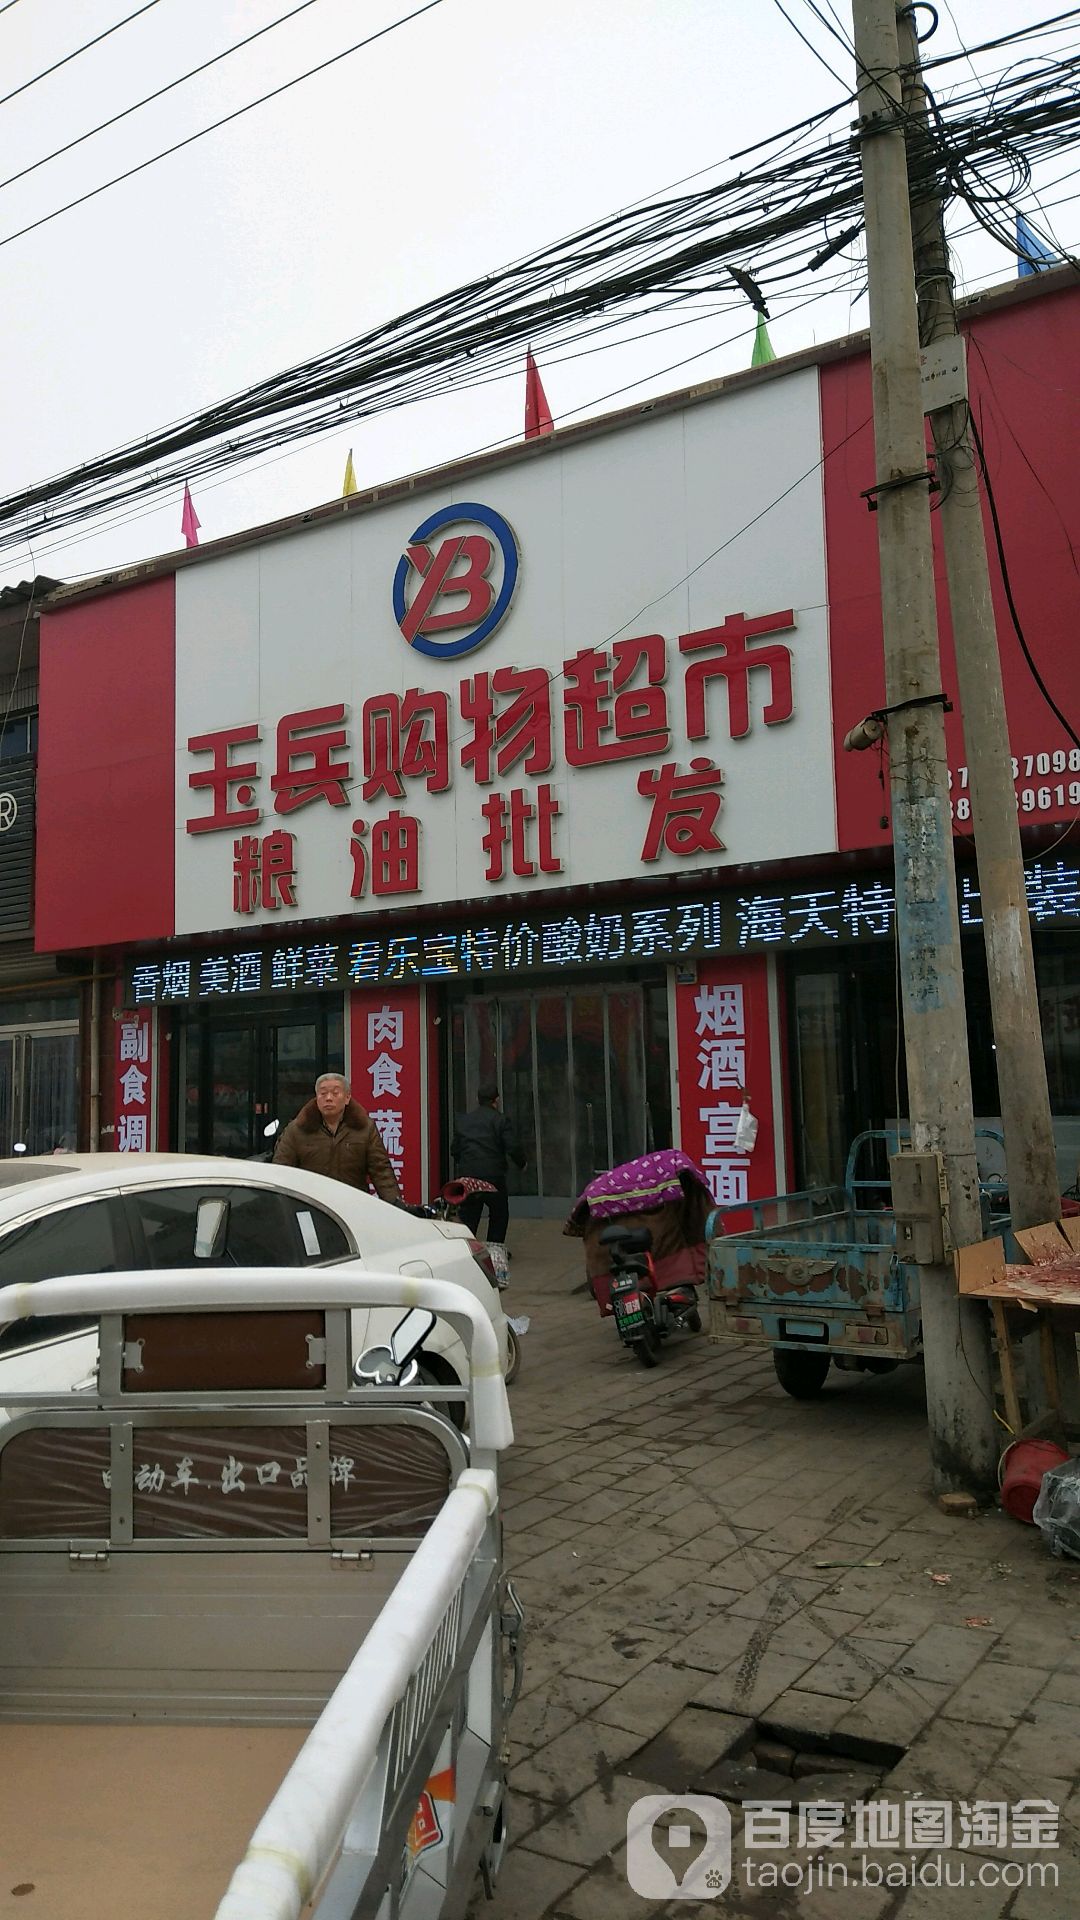 YB
玉兵购物超市
粮油批发
香烟 美酒 鲜菜 君乐宝特价酸奶系列 海天特
装
副食调
肉食蔬
烟酒 宫面
动车.出口品牌
®
百度地图淘金
taojin.baidu.com